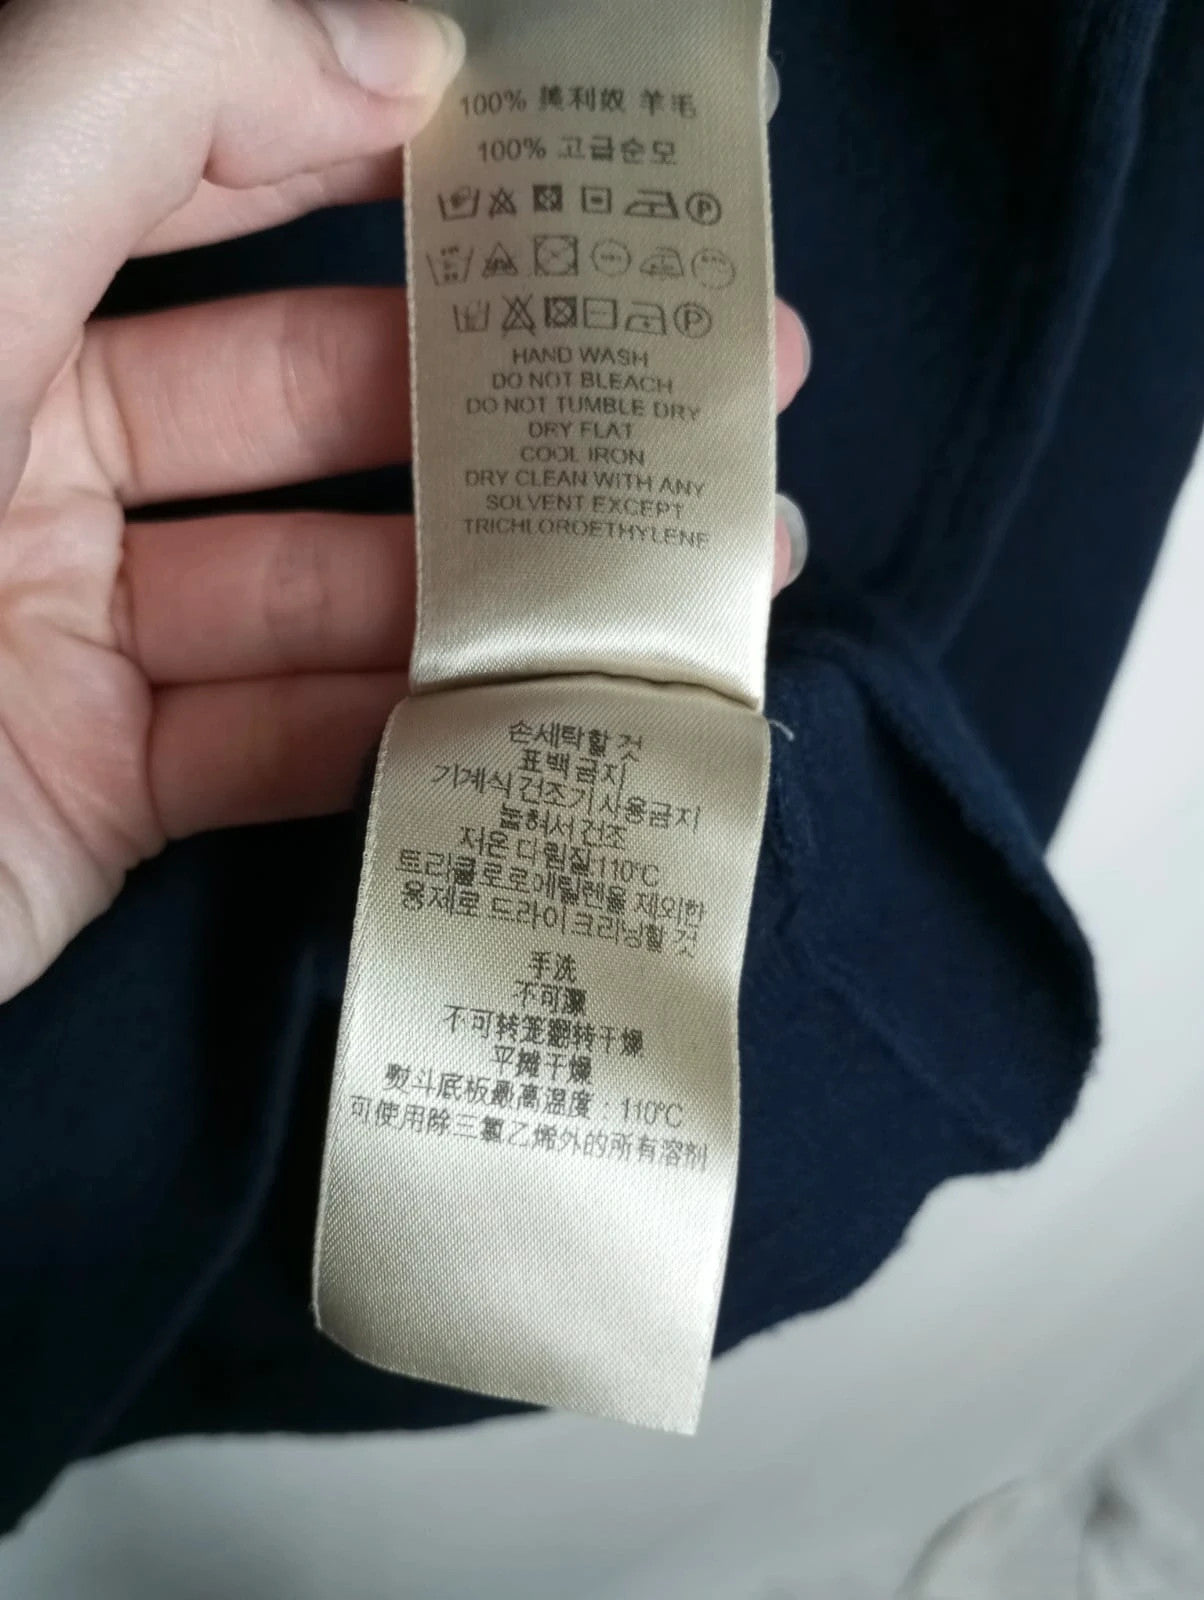 100% 美利奴 羊毛
100% 고급순모
P
P
HAND WASH
DO NOT BLEACH
DO NOT TUMBLE DRY
DRY FLAT
COOL IRON
DRY CLEAN WITH ANY
SOLVENT EXCEPT
TRICHLOROETHYLENE
손세탁할 것
표백금지
기계식 건조기사용금지
뉩혀서 건조
저온 다림질110°C
트리클로로에틸렌을 제외한
용제로 드라이크리닝할 것
手洗
不可漂
不可转笼翻转干燥
平摊干燥
熨斗底板最高温度：110°C
可使用除三氯乙烯外的所有溶剂